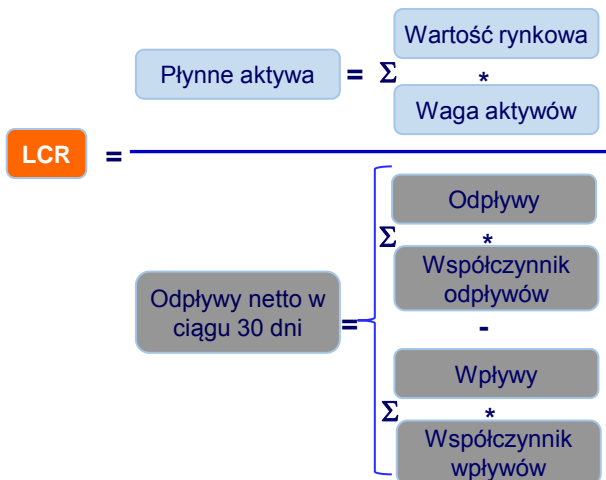 Wartość rynkowa
Płynne aktywa = Σ *
Waga aktywów
LCR =
Odpływy
Σ *
Współczynnik
odpływów
Odpływy netto w
ciągu 30 dni =
-
Wpływy
Σ *
Współczynnik
wpływów